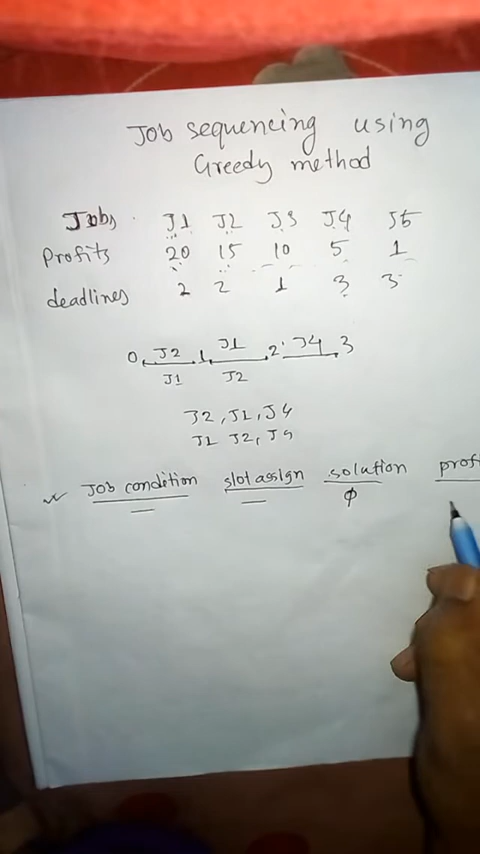 Job sequencing using
Greedy method
Jobs J1 J2 J3 J4 J5
Profits 20 15 10 5 1
deadlines 2 2 1 3 3
0 J2 1 J1 2 J4 3
J1 J2
J2, J1, J4
J1 J2, J4
Job condition slot assign solution prof
— — ϕ